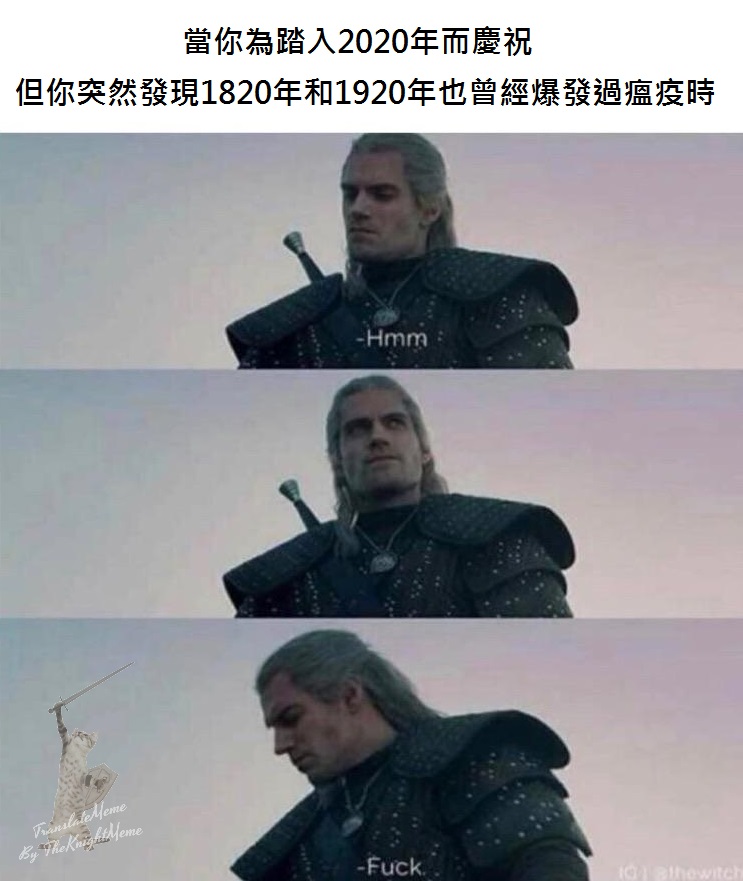 當你為踏入2020年而慶祝
但你突然發現1820年和1920年也曾經爆發過瘟疫時
-Hmm
TranslateMeme
By TheKnightMeme
-Fuck.
IG | @thewitch